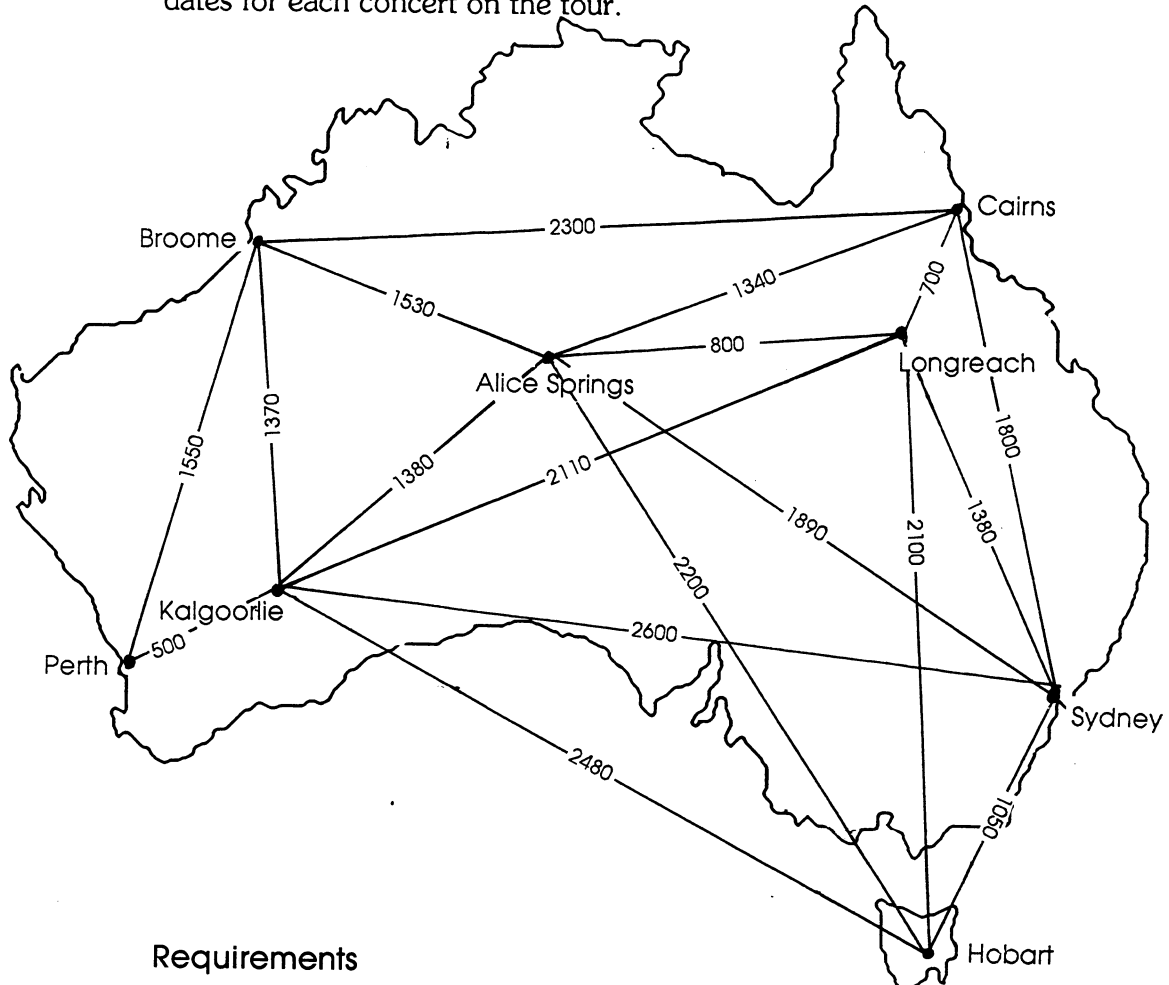 dates for each concert on the tour.
Cairns
2300
Broome
700
1340
1530
800
Longreach
Alice Springs
1370
1800
1550
1380
2110
1380
1890
2100
2200
Kalgoorlie
2600
500
Perth
Sydney
2480
1050
Requirements
Hobart